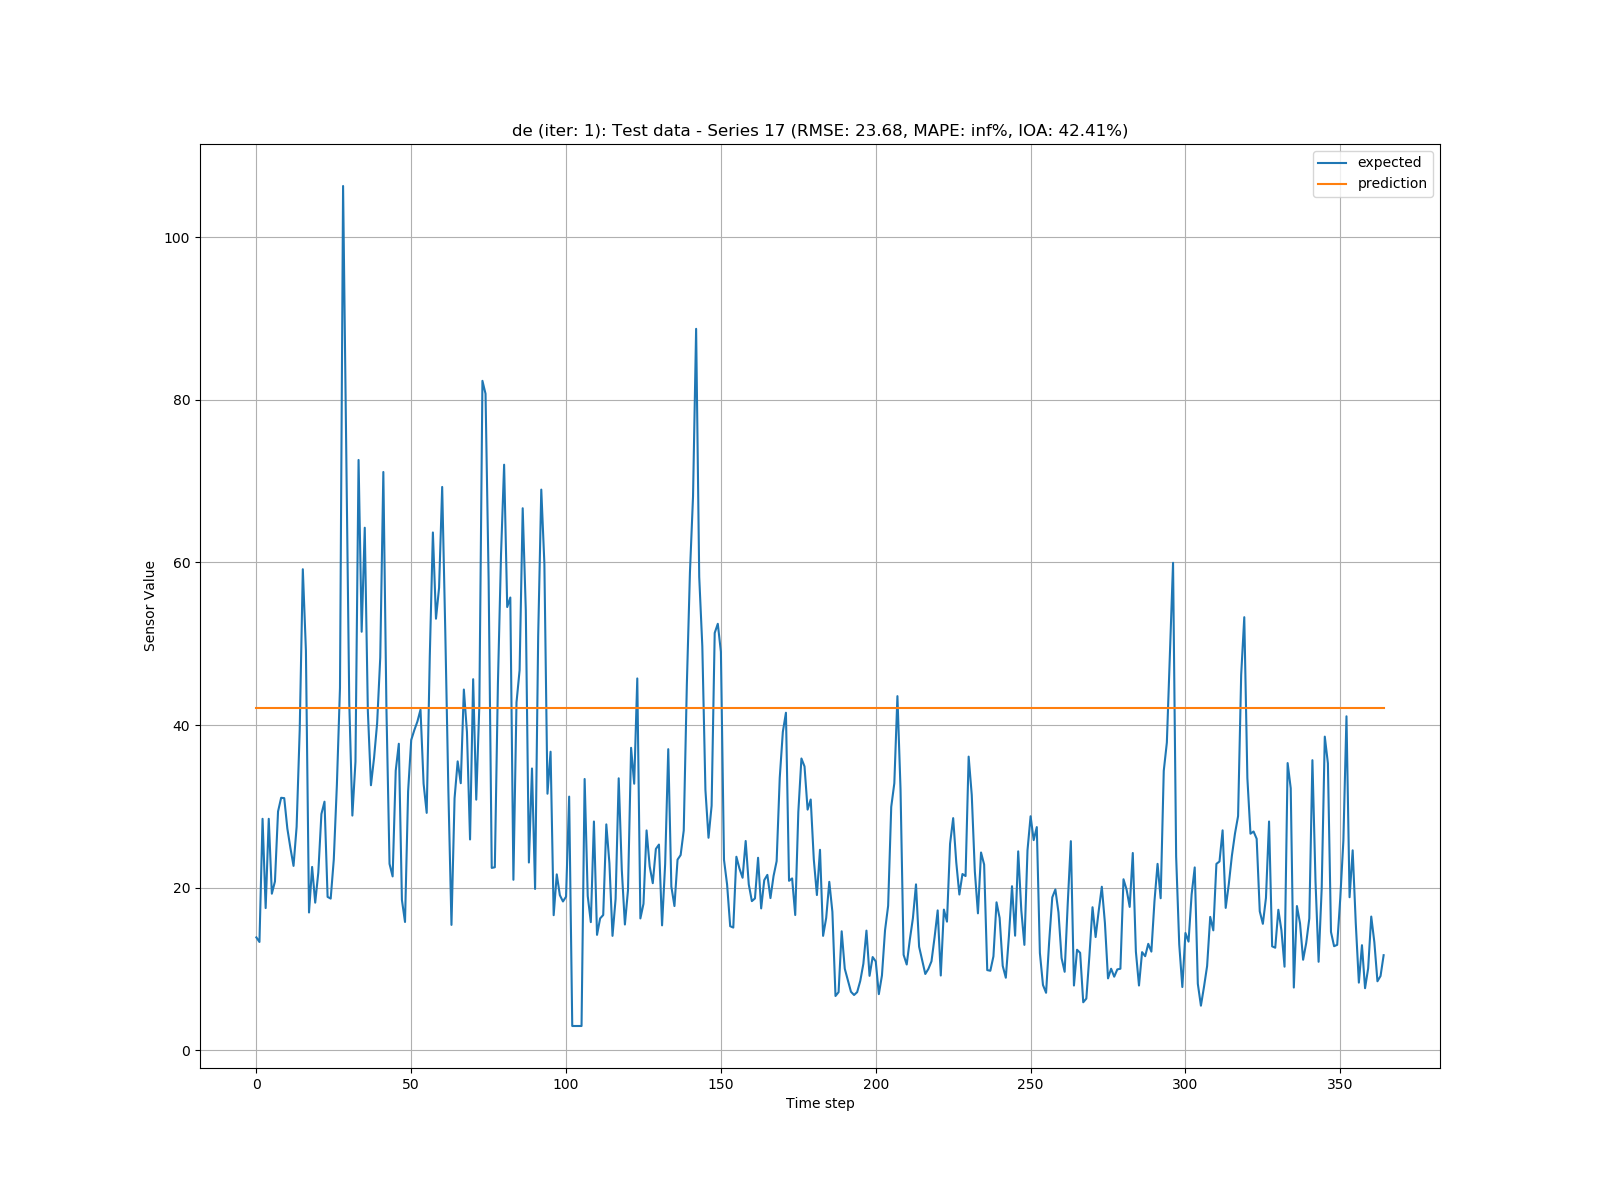 de (iter: 1): Test data - Series 17 (RMSE: 23.68, MAPE: inf%, IOA: 42.41%)
expected
prediction
100
80
60
40
20
0
Sensor Value
0 50 100 150 200 250 300 350
Time step